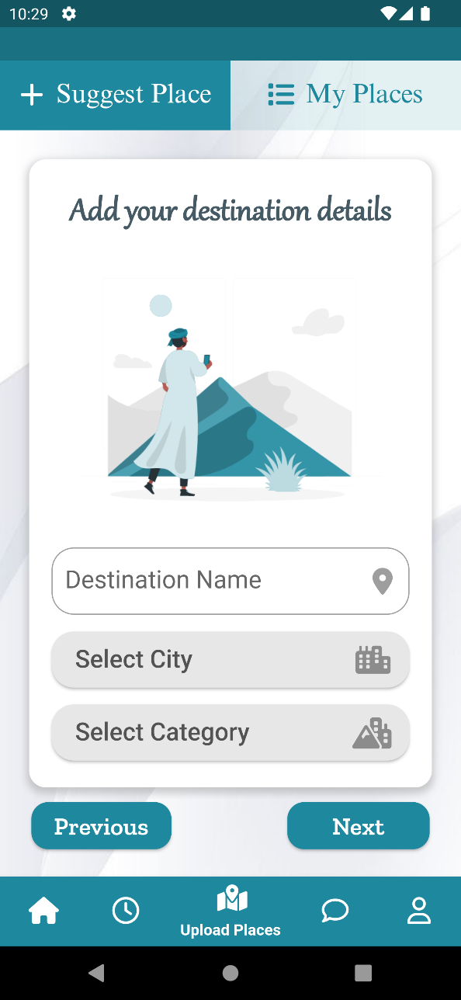 10:29
Suggest Place
My Places
Add your destination details
Destination Name
Select City
Select Category
Previous
Next
Upload Places